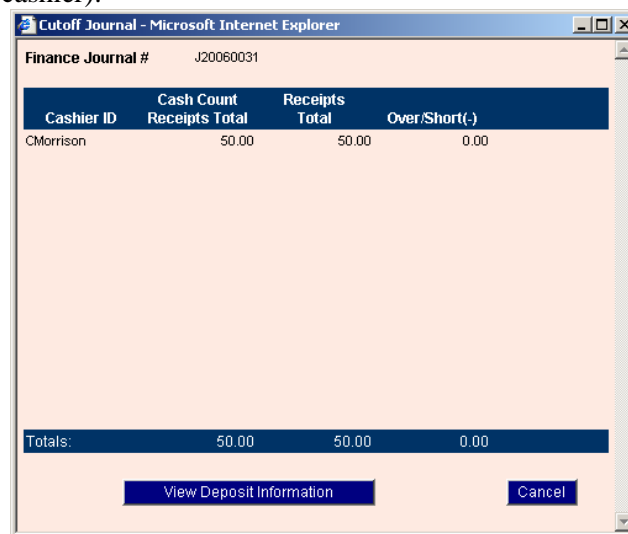 cashier).
Cutoff Journal - Microsoft Internet Explorer
Finance Journal # J20060031
Cash Count Receipts
Cashier ID Receipts Total Total Over/Short(-)
CMorrison 50.00 50.00 0.00
Totals: 50.00 50.00 0.00
View Deposit Information Cancel